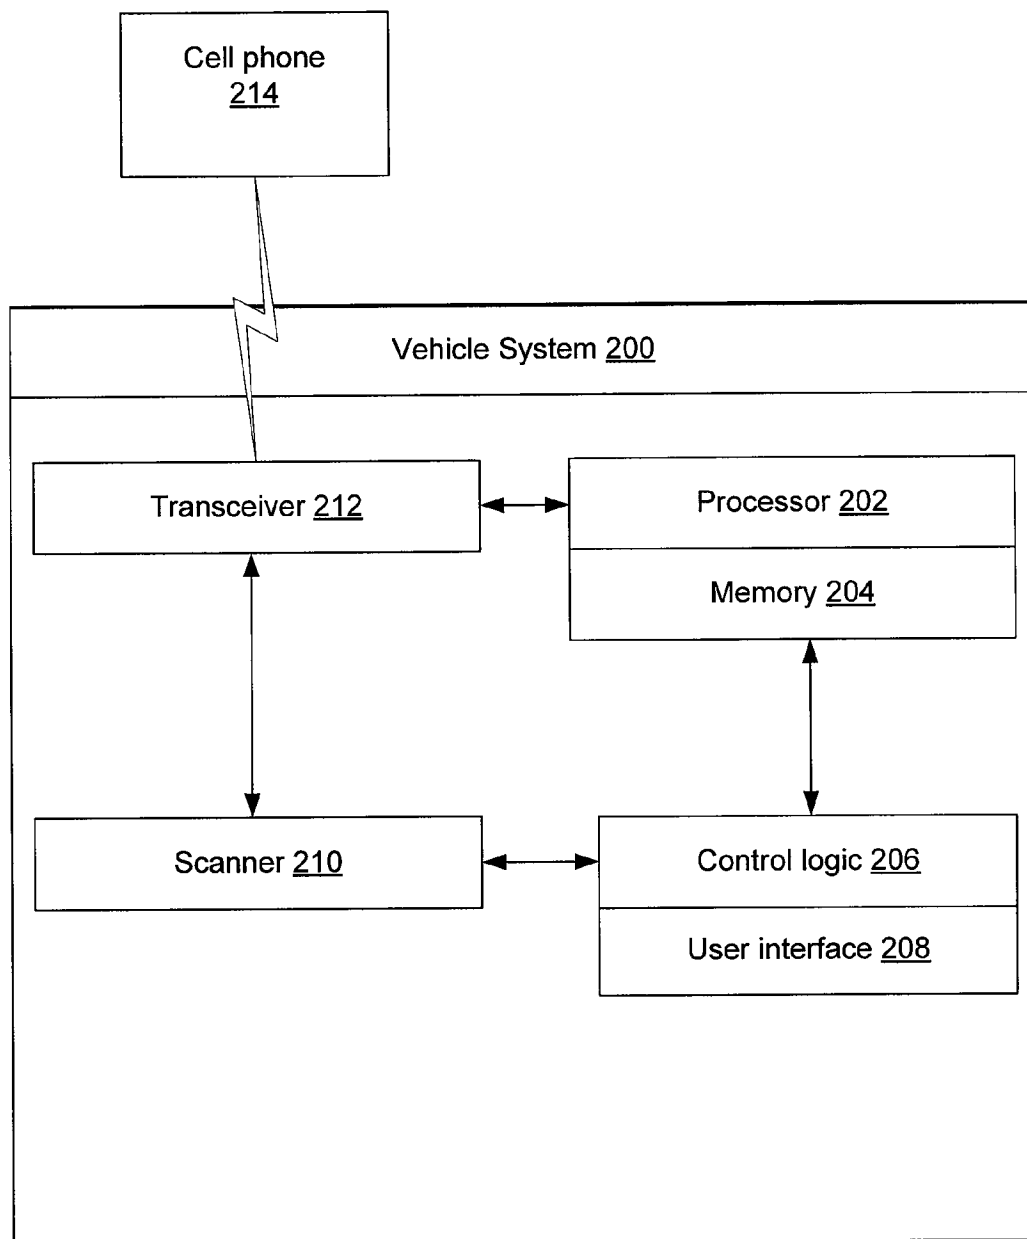 Cell phone
214
Vehicle System 200
Transceiver 212
Processor 202
Memory 204
Scanner 210
Control logic 206
User interface 208